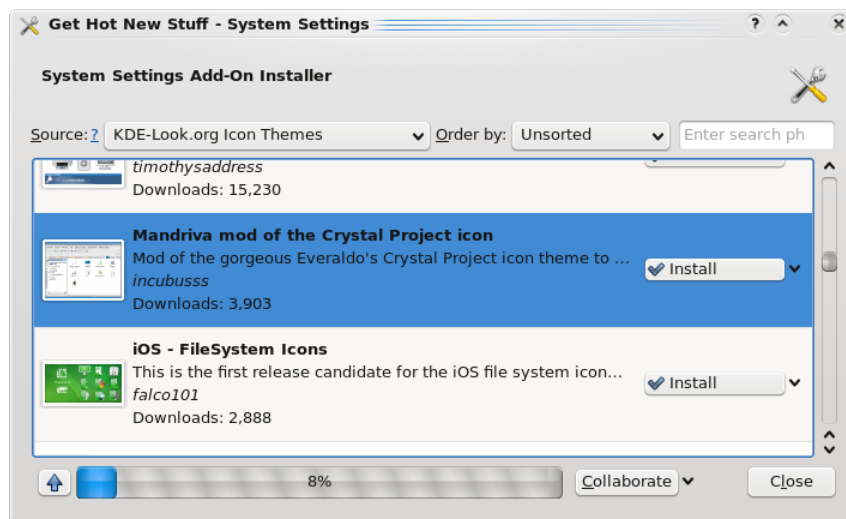 Get Hot New Stuff - System Settings
System Settings Add-On Installer
Source: ? KDE-Look.org Icon Themes Order by: Unsorted Enter search ph
timothysaddress
Downloads: 15,230
Mandriva mod of the Crystal Project icon
Mod of the gorgeous Everaldo's Crystal Project icon theme to ...
Install
incubusss
Downloads: 3,903
iOS - FileSystem Icons
This is the first release candidate for the iOS file system icon...
Install
falco101
Downloads: 2,888
8% Collaborate Close